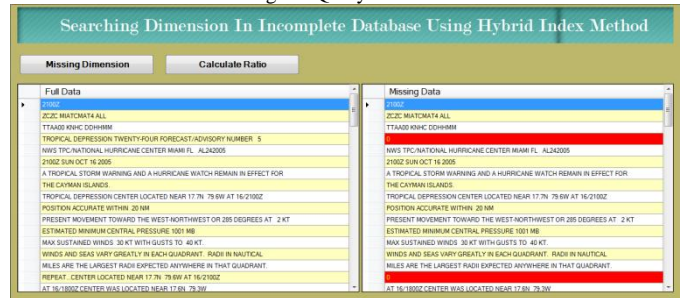 Searching Dimension In Incomplete Database Using Hybrid Index Method
Missing Dimension
Calculate Ratio
Full Data
2100Z
ZCZC MIATCMAT4 ALL
TTAA00 KNHC DDHHMM
TROPICAL DEPRESSION TWENTY-FOUR FORECAST/ADVISORY NUMBER 5
NWS TPC/NATIONAL HURRICANE CENTER MIAMI FL AL242005
2100Z SUN OCT 16 2005
A TROPICAL STORM WARNING AND A HURRICANE WATCH REMAIN IN EFFECT FOR
THE CAYMAN ISLANDS.
TROPICAL DEPRESSION CENTER LOCATED NEAR 17.7N 79.6W AT 16/2100Z
POSITION ACCURATE WITHIN 20 NM
PRESENT MOVEMENT TOWARD THE WEST-NORTHWEST OR 285 DEGREES AT 2 KT
ESTIMATED MINIMUM CENTRAL PRESSURE 1001 MB
MAX SUSTAINED WINDS 30 KT WITH GUSTS TO 40 KT.
WINDS AND SEAS VARY GREATLY IN EACH QUADRANT. RADII IN NAUTICAL
MILES ARE THE LARGEST RADII EXPECTED ANYWHERE IN THAT QUADRANT.
REPEAT...CENTER LOCATED NEAR 17.7N 79.6W AT 16/2100Z
AT 16/1800Z CENTER WAS LOCATED NEAR 17.6N 79.3W
Missing Data
2100Z
ZCZC MIATCMAT4 ALL
TTAA00 KNHC DDHHMM
0
NWS TPC/NATIONAL HURRICANE CENTER MIAMI FL AL242005
2100Z SUN OCT 16 2005
A TROPICAL STORM WARNING AND A HURRICANE WATCH REMAIN IN EFFECT FOR
THE CAYMAN ISLANDS.
TROPICAL DEPRESSION CENTER LOCATED NEAR 17.7N 79.6W AT 16/2100Z
POSITION ACCURATE WITHIN 20 NM
PRESENT MOVEMENT TOWARD THE WEST-NORTHWEST OR 285 DEGREES AT 2 KT
ESTIMATED MINIMUM CENTRAL PRESSURE 1001 MB
MAX SUSTAINED WINDS 30 KT WITH GUSTS TO 40 KT.
WINDS AND SEAS VARY GREATLY IN EACH QUADRANT. RADII IN NAUTICAL
MILES ARE THE LARGEST RADII EXPECTED ANYWHERE IN THAT QUADRANT.
0
AT 16/1800Z CENTER WAS LOCATED NEAR 17.6N 79.3W